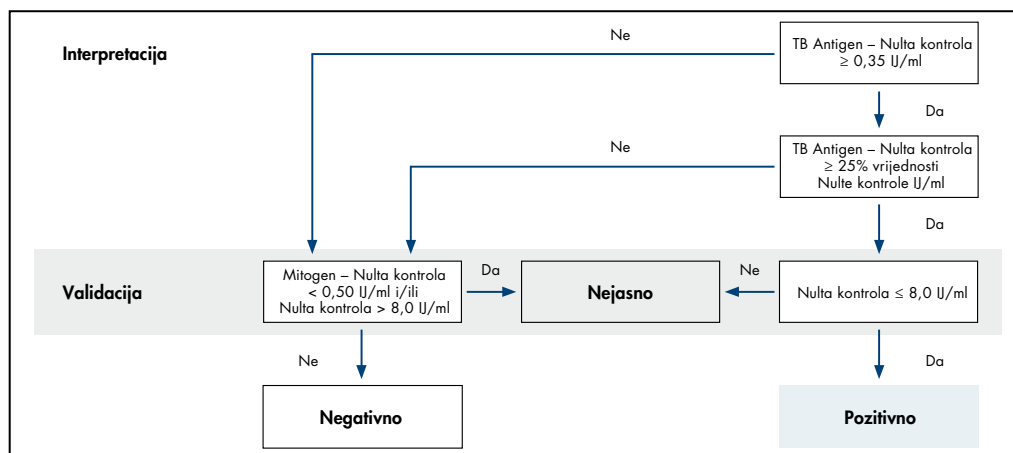 Interpretacija
Ne
TB Antigen – Nulta kontrola
≥ 0,35 IJ/ml
Da
Ne
TB Antigen – Nulta kontrola
≥ 25% vrijednosti
Nulte kontrole IJ/ml
Da
Validacija
Mitogen – Nulta kontrola
< 0,50 IJ/ml i/ili
Nulta kontrola > 8,0 IJ/ml
Da
Nejasno
Ne
Nulta kontrola ≤ 8,0 IJ/ml
Ne
Da
Negativno
Pozitivno